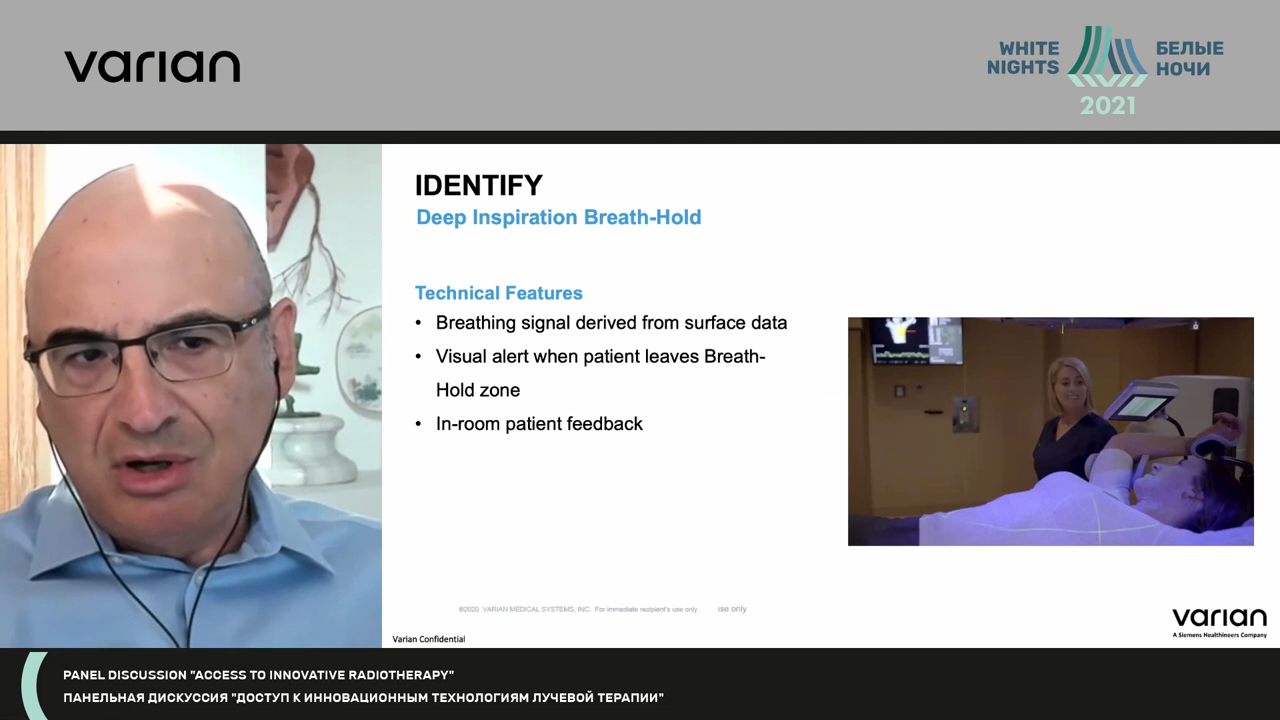 varian
WHITE
NIGHTS
БЕЛЫЕ
НОЧИ
2021
IDENTIFY
Deep Inspiration Breath-Hold
Technical Features
• Breathing signal derived from surface data
• Visual alert when patient leaves Breath-
Hold zone
• In-room patient feedback
©2020 VARIAN MEDICAL SYSTEMS, INC. For immediate recipient's use only
ise only
Varian Confidential
varian
A Siemens Healthineers Company
PANEL DISCUSSION "ACCESS TO INNOVATIVE RADIOTHERAPY"
ПАНЕЛЬНАЯ ДИСКУССИЯ "ДОСТУП К ИННОВАЦИОННЫМ ТЕХНОЛОГИЯМ ЛУЧЕВОЙ ТЕРАПИИ"